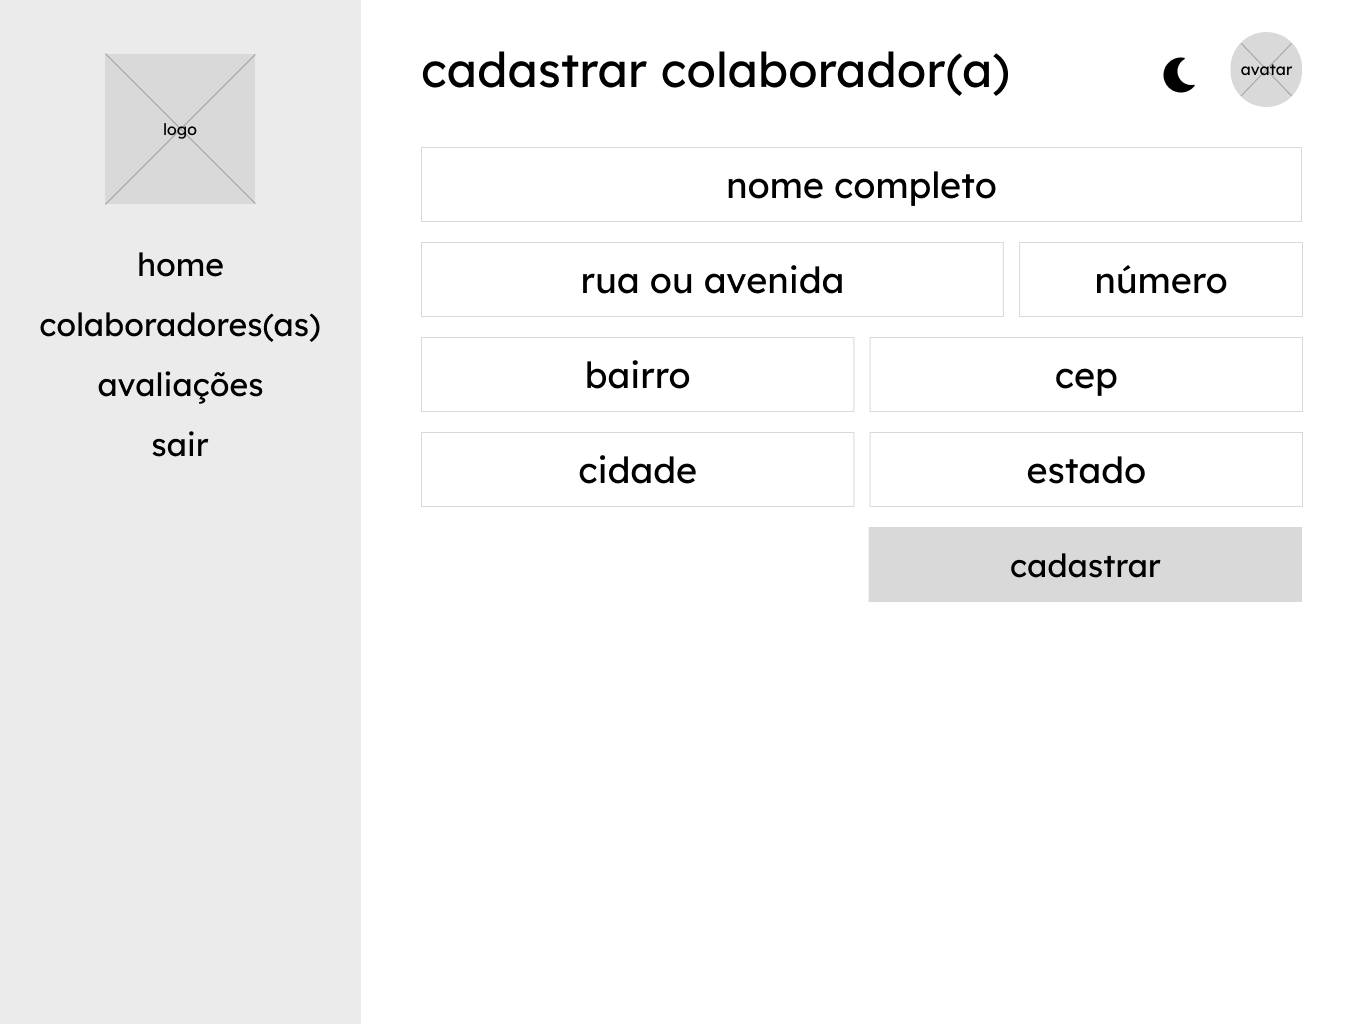 logo
home
colaboradores(as)
avaliações
sair
cadastrar colaborador(a)
avatar
nome completo
rua ou avenida
número
bairro
cep
cidade
estado
cadastrar